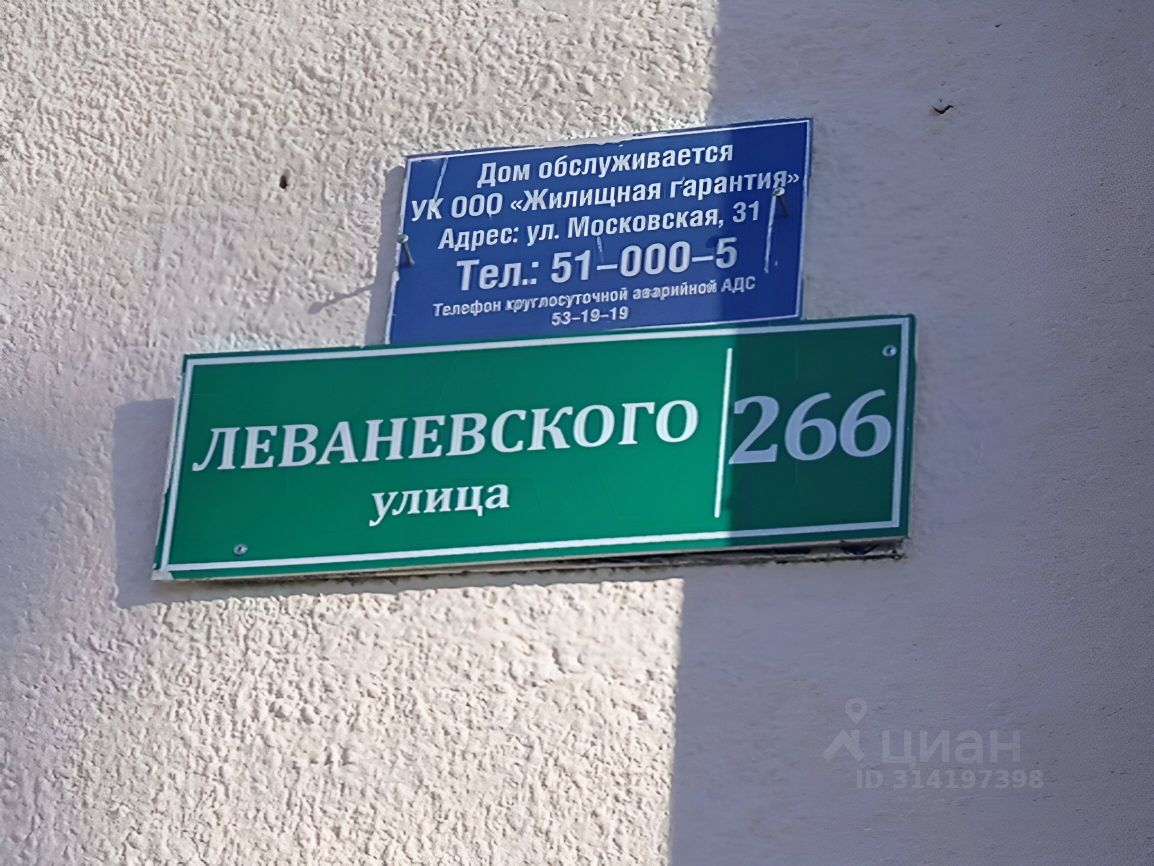 Дом обслуживается
УК ООО «Жилищная гарантия»
Адрес: ул. Московская, 31
Тел.: 51-000-5
Телефон круглосуточной аварийной АДС
53-19-19
ЛЕВАНЕВСКОГО
улица
266
циан
ID 314197398